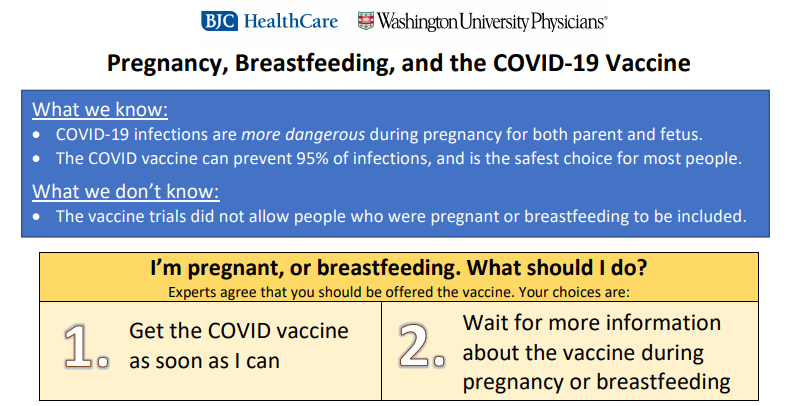 BJC HealthCare Washington University Physicians®
Pregnancy, Breastfeeding, and the COVID-19 Vaccine
What we know:
• COVID-19 infections are more dangerous during pregnancy for both parent and fetus.
• The COVID vaccine can prevent 95% of infections, and is the safest choice for most people.
What we don’t know:
• The vaccine trials did not allow people who were pregnant or breastfeeding to be included.
I’m pregnant, or breastfeeding. What should I do?
Experts agree that you should be offered the vaccine. Your choices are:
1. Get the COVID vaccine
as soon as I can
2. Wait for more information
about the vaccine during
pregnancy or breastfeeding